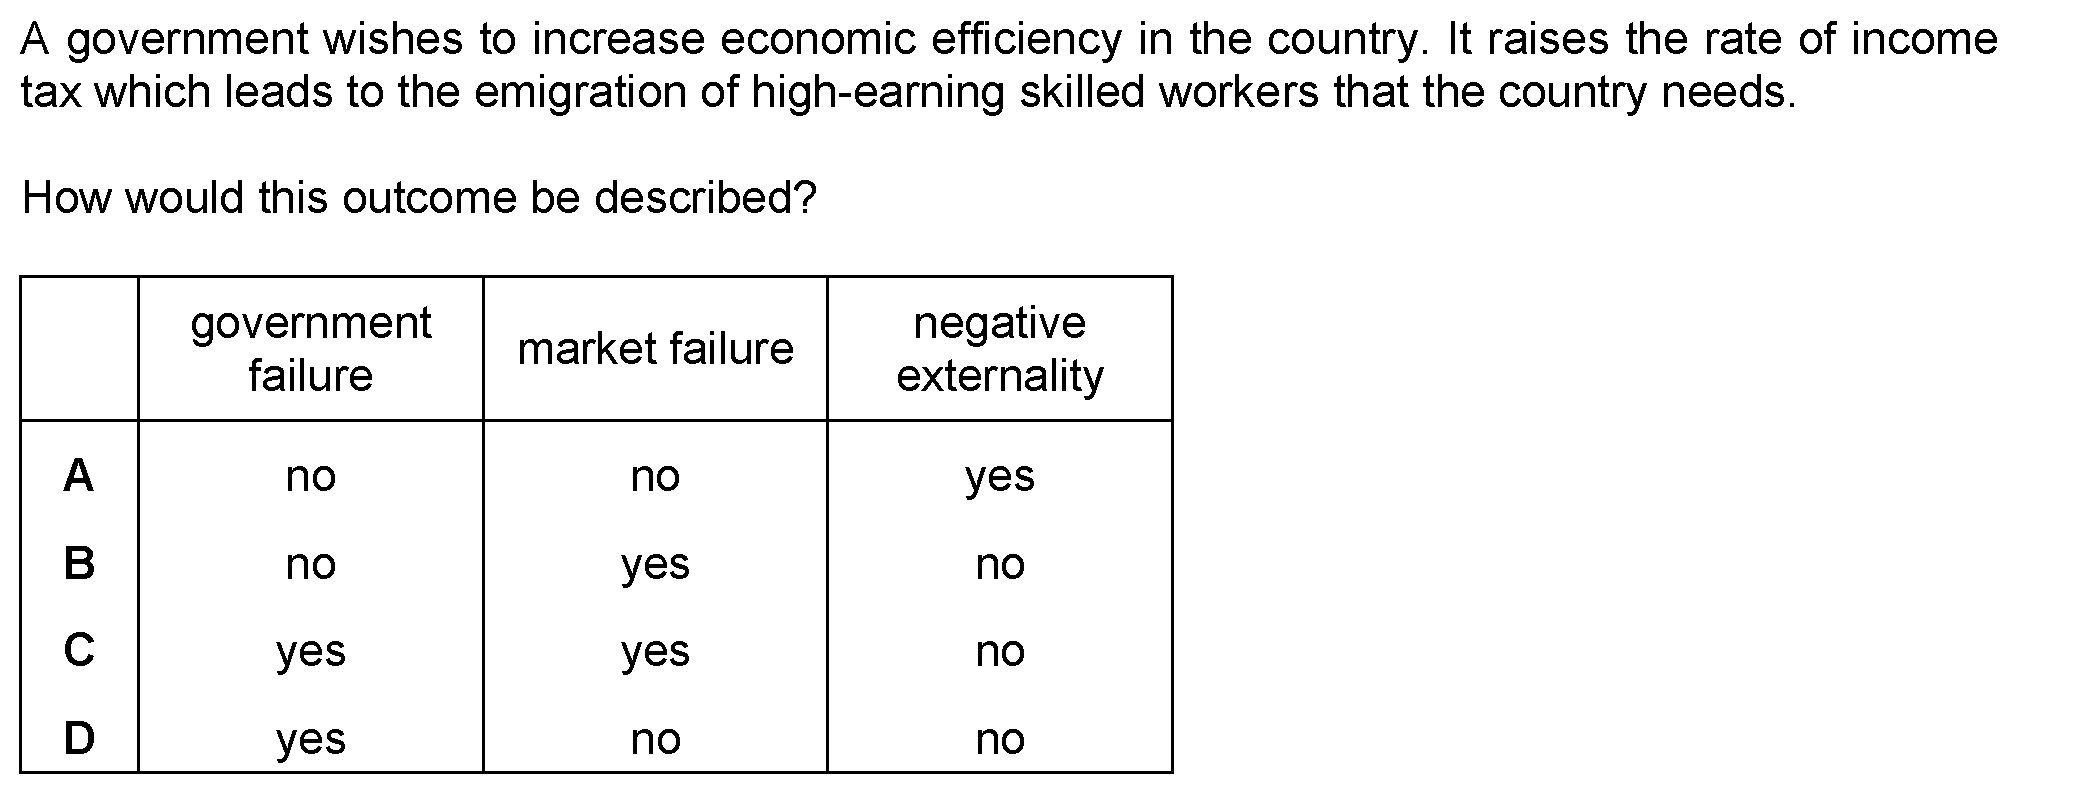 A government wishes to increase economic efficiency in the country. It raises the rate of income
tax which leads to the emigration of high-earning skilled workers that the country needs.
How would this outcome be described?
government failure market failure negative externality
A no no yes
B no yes no
C yes yes no
D yes no no